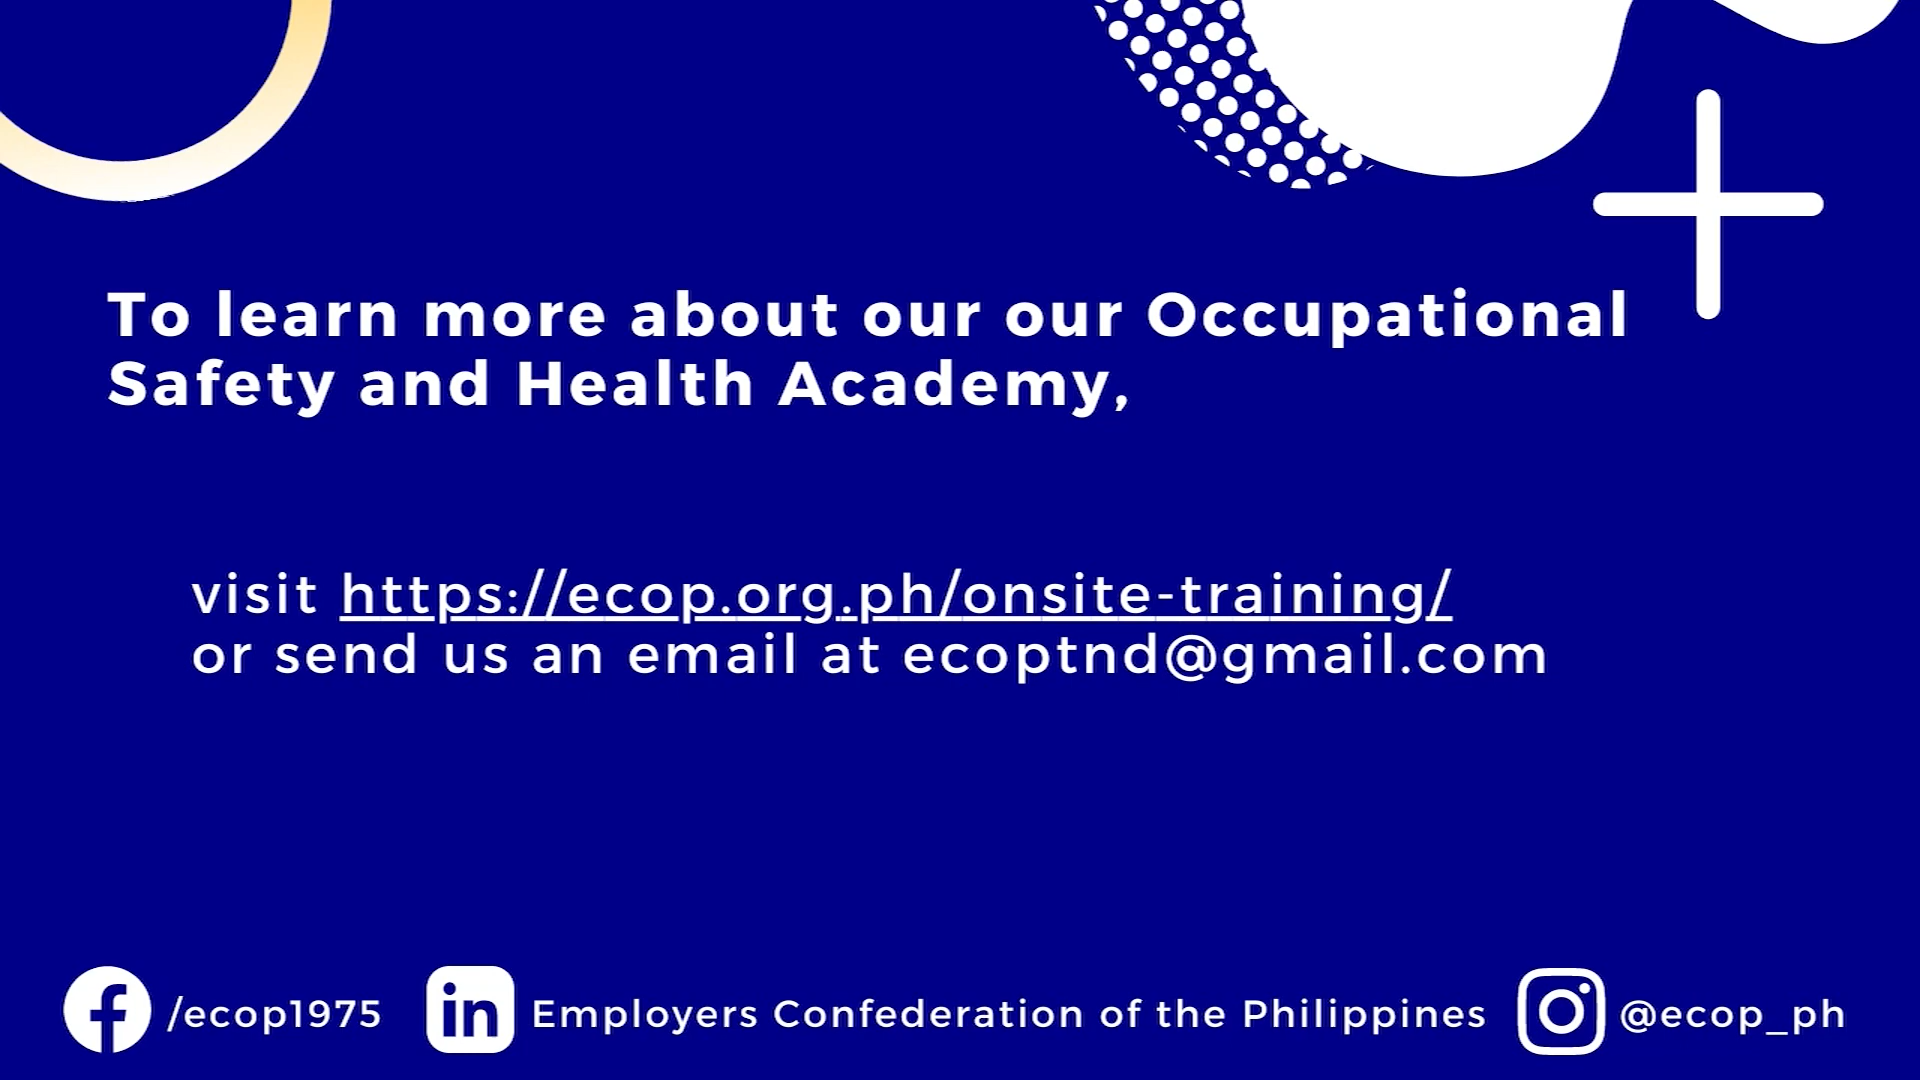 To learn more about our our Occupational
Safety and Health Academy,
visit https://ecop.org.ph/onsite-training/
or send us an email at ecoptnd@gmail.com
/ecop1975
in Employers Confederation of the Philippines
@ecop_ph